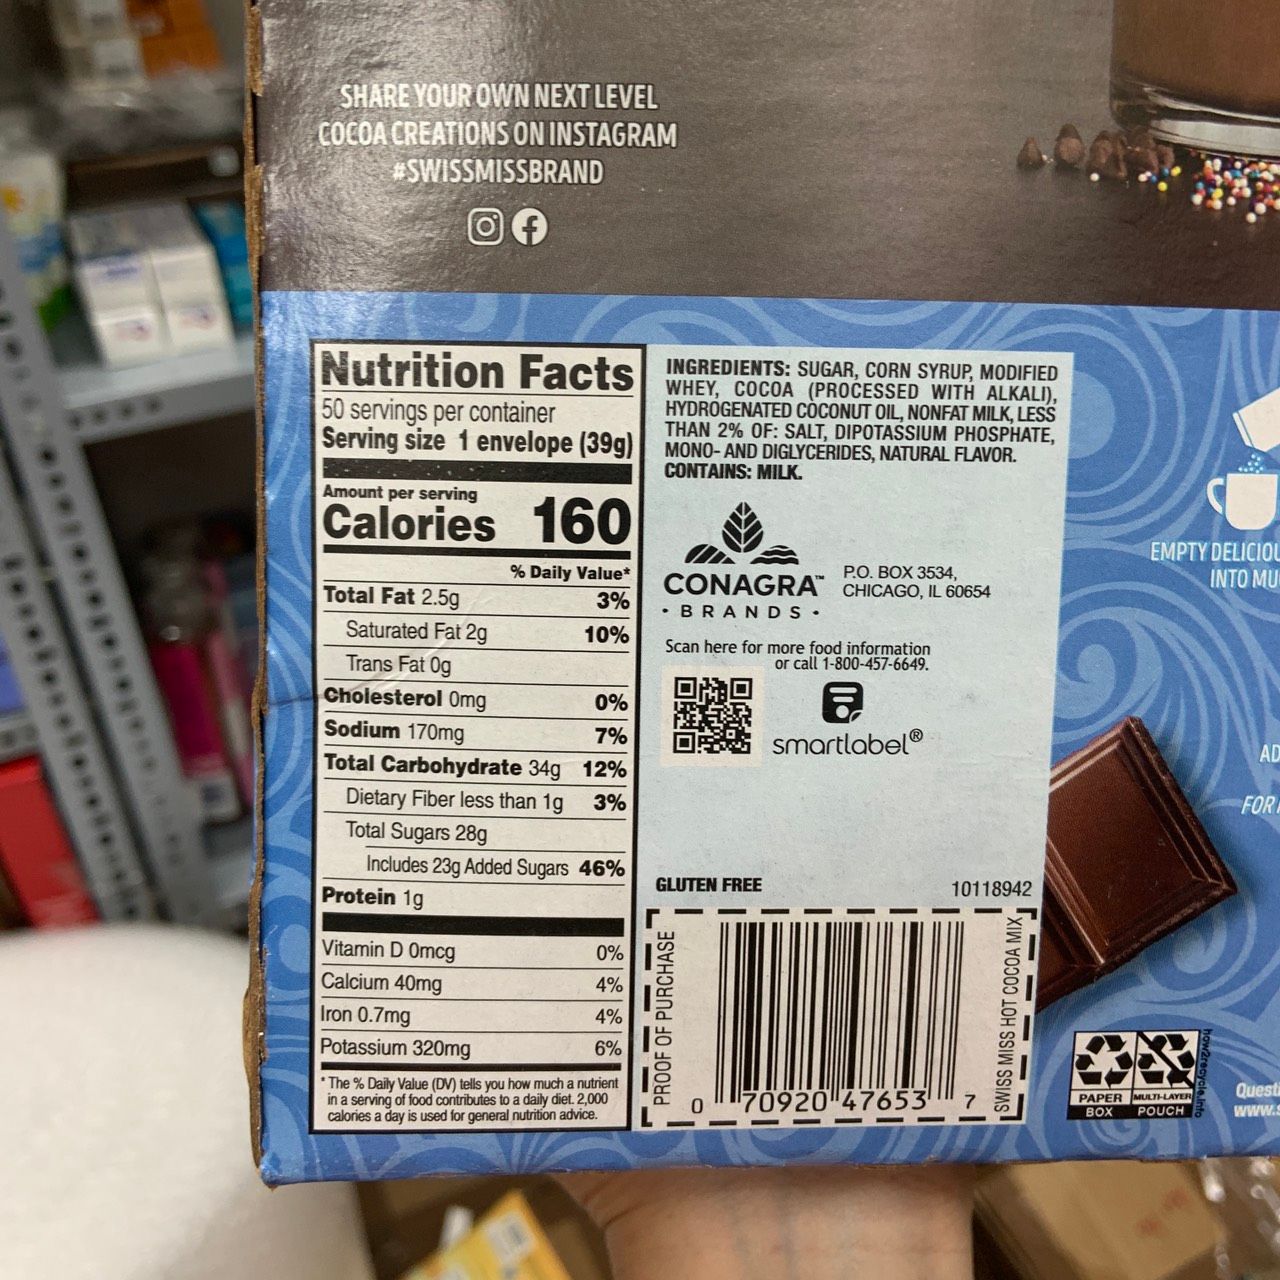 SHARE YOUR OWN NEXT LEVEL
COCOA CREATIONS ON INSTAGRAM
#SWISSMISSBRAND
Nutrition Facts
50 servings per container
Serving size 1 envelope (39g)
Amount per serving
Calories 160
% Daily Value*
Total Fat 2.5g 3%
Saturated Fat 2g 10%
Trans Fat 0g
Cholesterol 0mg 0%
Sodium 170mg 7%
Total Carbohydrate 34g 12%
Dietary Fiber less than 1g 3%
Total Sugars 28g
Includes 23g Added Sugars 46%
Protein 1g
Vitamin D 0mcg 0%
Calcium 40mg 4%
Iron 0.7mg 4%
Potassium 320mg 6%
* The % Daily Value (DV) tells you how much a nutrient
in a serving of food contributes to a daily diet. 2,000
calories a day is used for general nutrition advice.
INGREDIENTS: SUGAR, CORN SYRUP, MODIFIED
WHEY, COCOA (PROCESSED WITH ALKALI),
HYDROGENATED COCONUT OIL, NONFAT MILK, LESS
THAN 2% OF: SALT, DIPOTASSIUM PHOSPHATE,
MONO- AND DIGLYCERIDES, NATURAL FLAVOR.
CONTAINS: MILK.
CONAGRA™
• BRANDS •
P.O. BOX 3534,
CHICAGO, IL 60654
Scan here for more food information
or call 1-800-457-6649.
smartlabel®
GLUTEN FREE
10118942
PROOF OF PURCHASE
0 70920 47653 7
SWISS MISS HOT COCOA MIX
EMPTY
INTO
PAPER
BOX
MULTI-LAYER
POUCH
how2recycle.info